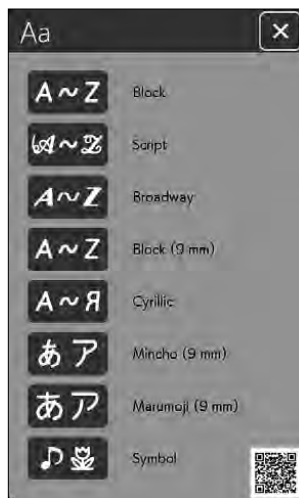 Aa
A~Z Block
A~Z Script
A~Z Broadway
A~Z Block (9 mm)
A~Я Cyrillic
あ ア Mincho (9 mm)
あ ア Marumoji (9 mm)
Symbol